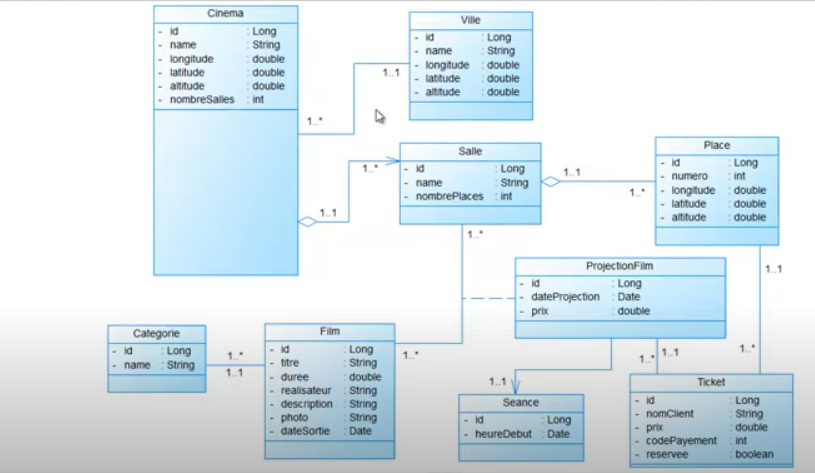 Cinema
- id : Long
- name : String
- longitude : double
- latitude : double
- altitude : double
- nombreSalles : int
Ville
- id : Long
- name : String
- longitude : double
- latitude : double
- altitude : double
1..1
1..*
Salle
- id : Long
- name : String
- nombrePlaces : int
1..*
1..1
1..1
1..*
Place
- id : Long
- numero : int
- longitude : double
- latitude : double
- altitude : double
1..*
1..1
ProjectionFilm
- id : Long
- dateProjection : Date
- prix : double
Categorie
- id : Long
- name : String
1..*
1..1
Film
- id : Long
- titre : String
- duree : double
- realisateur : String
- description : String
- photo : String
- dateSortie : Date
1..*
1..1
Seance
- id : Long
- heureDebut : Date
1..*
1..1
1..*
Ticket
- id : Long
- nomClient : String
- prix : double
- codePayement : int
- reservee : boolean